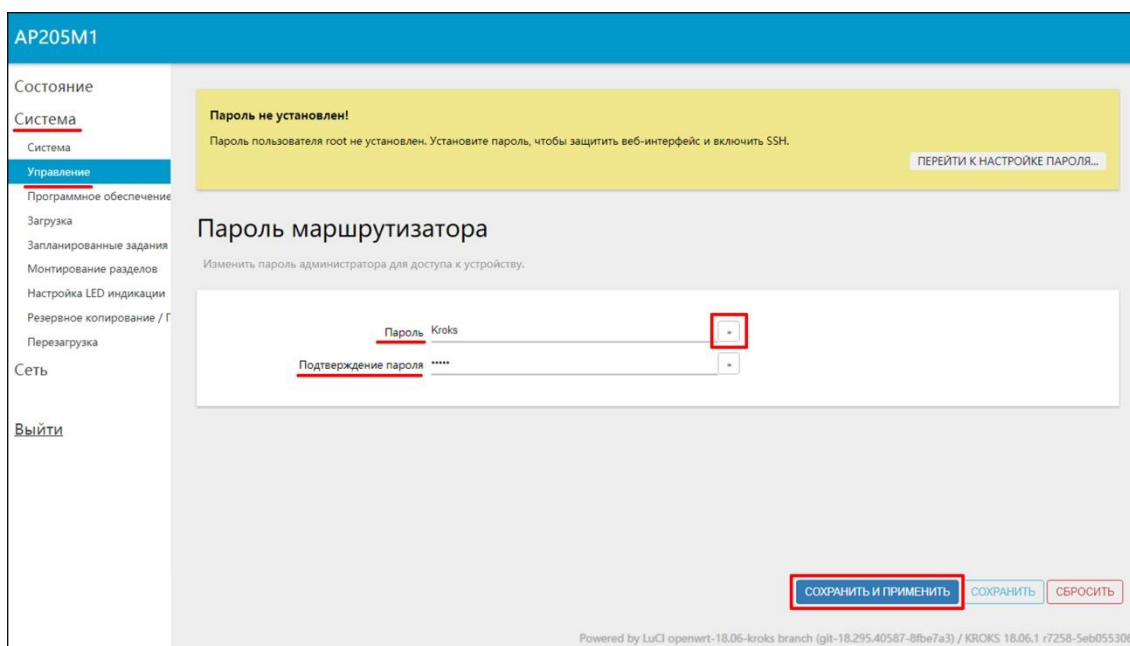 AP205M1
Состояние
Система
Система
Управление
Программное обеспечение
Загрузка
Запланированные задания
Монтирование разделов
Настройка LED индикации
Резервное копирование / П
Перезагрузка
Сеть
Выйти
Пароль не установлен!
Пароль пользователя root не установлен. Установите пароль, чтобы защитить веб-интерфейс и включить SSH.
ПЕРЕЙТИ К НАСТРОЙКЕ ПАРОЛЯ...
Пароль маршрутизатора
Изменить пароль администратора для доступа к устройству.
Пароль Kroks *
Подтверждение пароля ••••• *
СОХРАНИТЬ И ПРИМЕНИТЬ СОХРАНИТЬ СБРОСИТЬ
Powered by LuCI openwrt-18.06-kroks branch (git-18.295.40587-8fbe7a3) / KROKS 18.06.1 r7258-5eb055306